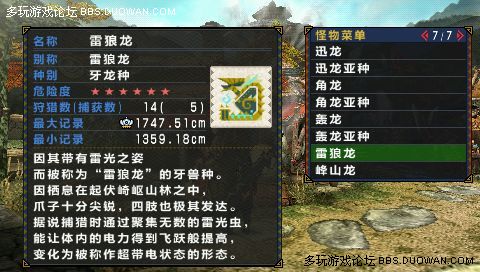 多玩游戏论坛 BBS.DUOWAN.COM
名称 雷狼龙
别称 雷狼龙
种别 牙龙种
危险度 ★★★★★★
狩猎数(捕获数) 14( 5)
最大记录 1747.51cm
最小记录 1359.18cm
因其带有雷光之姿
而被称为“雷狼龙”的牙兽种。
因栖息在起伏崎岖山林之中，
爪子十分尖锐，四肢也极其发达。
据说捕猎时通过聚集无数的雷光虫，
能让体内的电力得到飞跃般提高，
变化为被称作超带电状态的形态。
怪物菜单 7/7
迅龙
迅龙亚种
角龙
角龙亚种
轰龙
轰龙亚种
雷狼龙
峰山龙
多玩游戏论坛 BBS.DUOWAN.COM